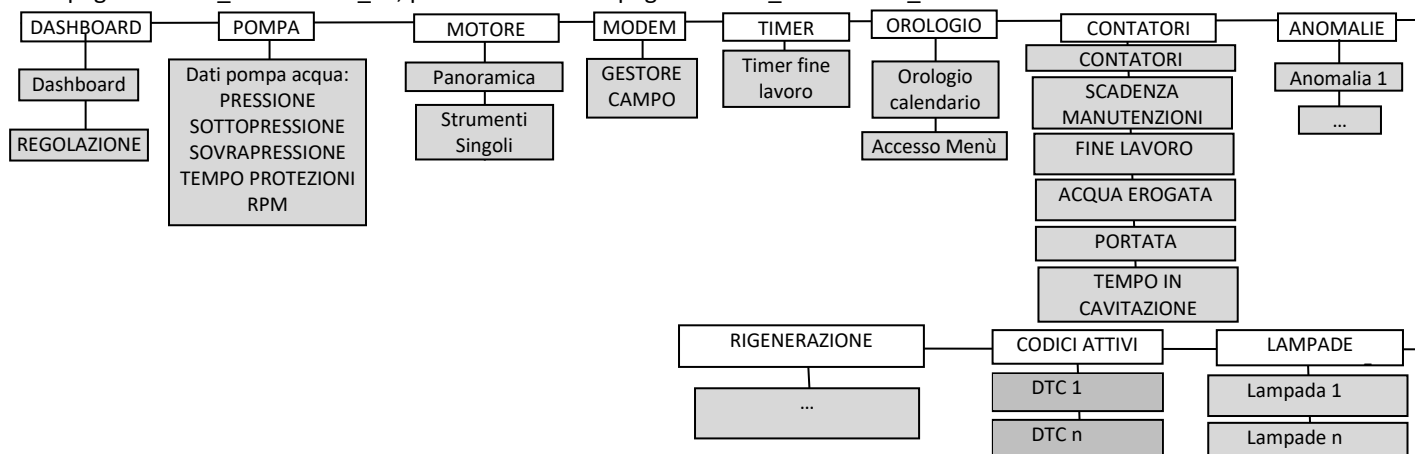 DASHBOARD
POMPA
MOTORE
MODEM
TIMER
OROLOGIO
CONTATORI
ANOMALIE
Dashboard
REGOLAZIONE
Dati pompa acqua:
PRESSIONE
SOTTOPRESSIONE
SOVRAPRESSIONE
TEMPO PROTEZIONI
RPM
Panoramica
Strumenti
Singoli
GESTORE
CAMPO
Timer fine
lavoro
Orologio
calendario
Accesso Menù
CONTATORI
SCADENZA
MANUTENZIONI
FINE LAVORO
ACQUA EROGATA
PORTATA
TEMPO IN
CAVITAZIONE
Anomalia 1
...
RIGENERAZIONE
CODICI ATTIVI
LAMPADE
...
DTC 1
DTC n
Lampada 1
Lampade n